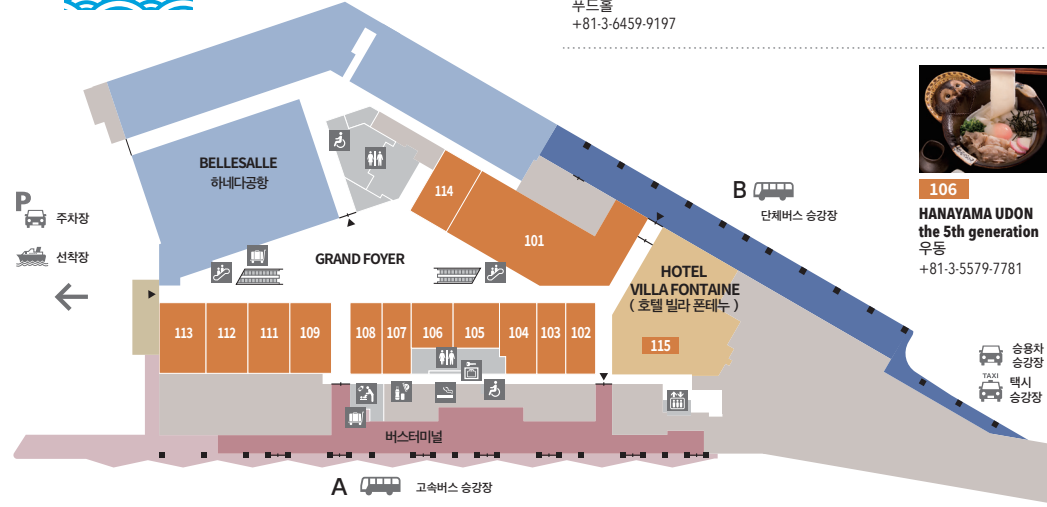 푸드홀
+81-3-6459-9197
BELLESALLE
하네다공항
P
주차장
선착장
GRAND FOYER
114
101
B
단체버스 승강장
106
HANAYAMA UDON
the 5th generation
우동
+81-3-5579-7781
HOTEL
VILLA FONTAINE
( 호텔 빌라 폰테누 )
115
113
112
111
109
108
107
106
105
104
103
102
승용차
승강장
TAXI
택시
승강장
버스터미널
A
고속버스 승강장